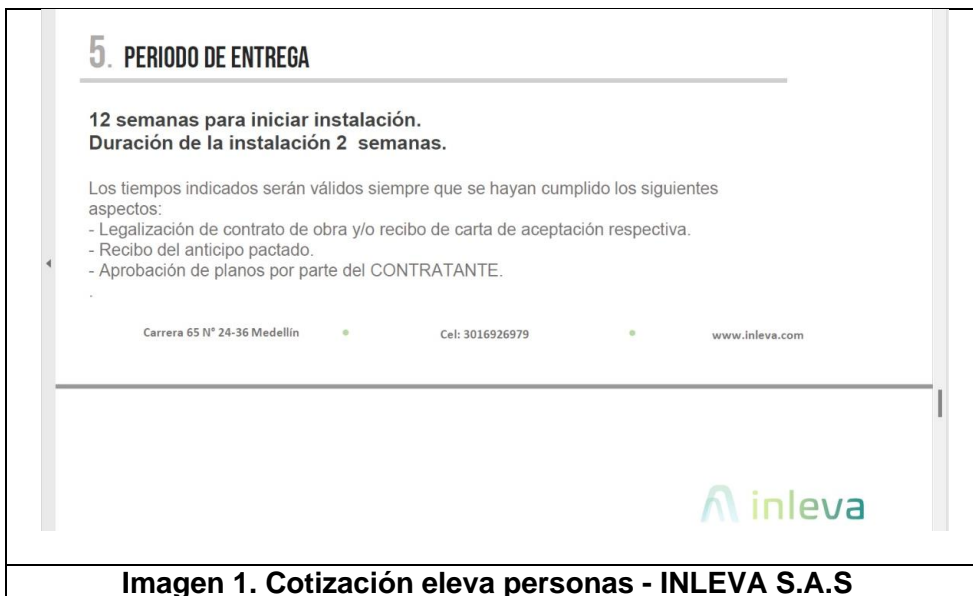 5. PERIODO DE ENTREGA
12 semanas para iniciar instalación.
Duración de la instalación 2 semanas.
Los tiempos indicados serán válidos siempre que se hayan cumplido los siguientes
aspectos:
- Legalización de contrato de obra y/o recibo de carta de aceptación respectiva.
- Recibo del anticipo pactado.
- Aprobación de planos por parte del CONTRATANTE.
.
Carrera 65 N° 24-36 Medellín • Cel: 3016926979 • www.inleva.com
inleva
Imagen 1. Cotización eleva personas - INLEVA S.A.S